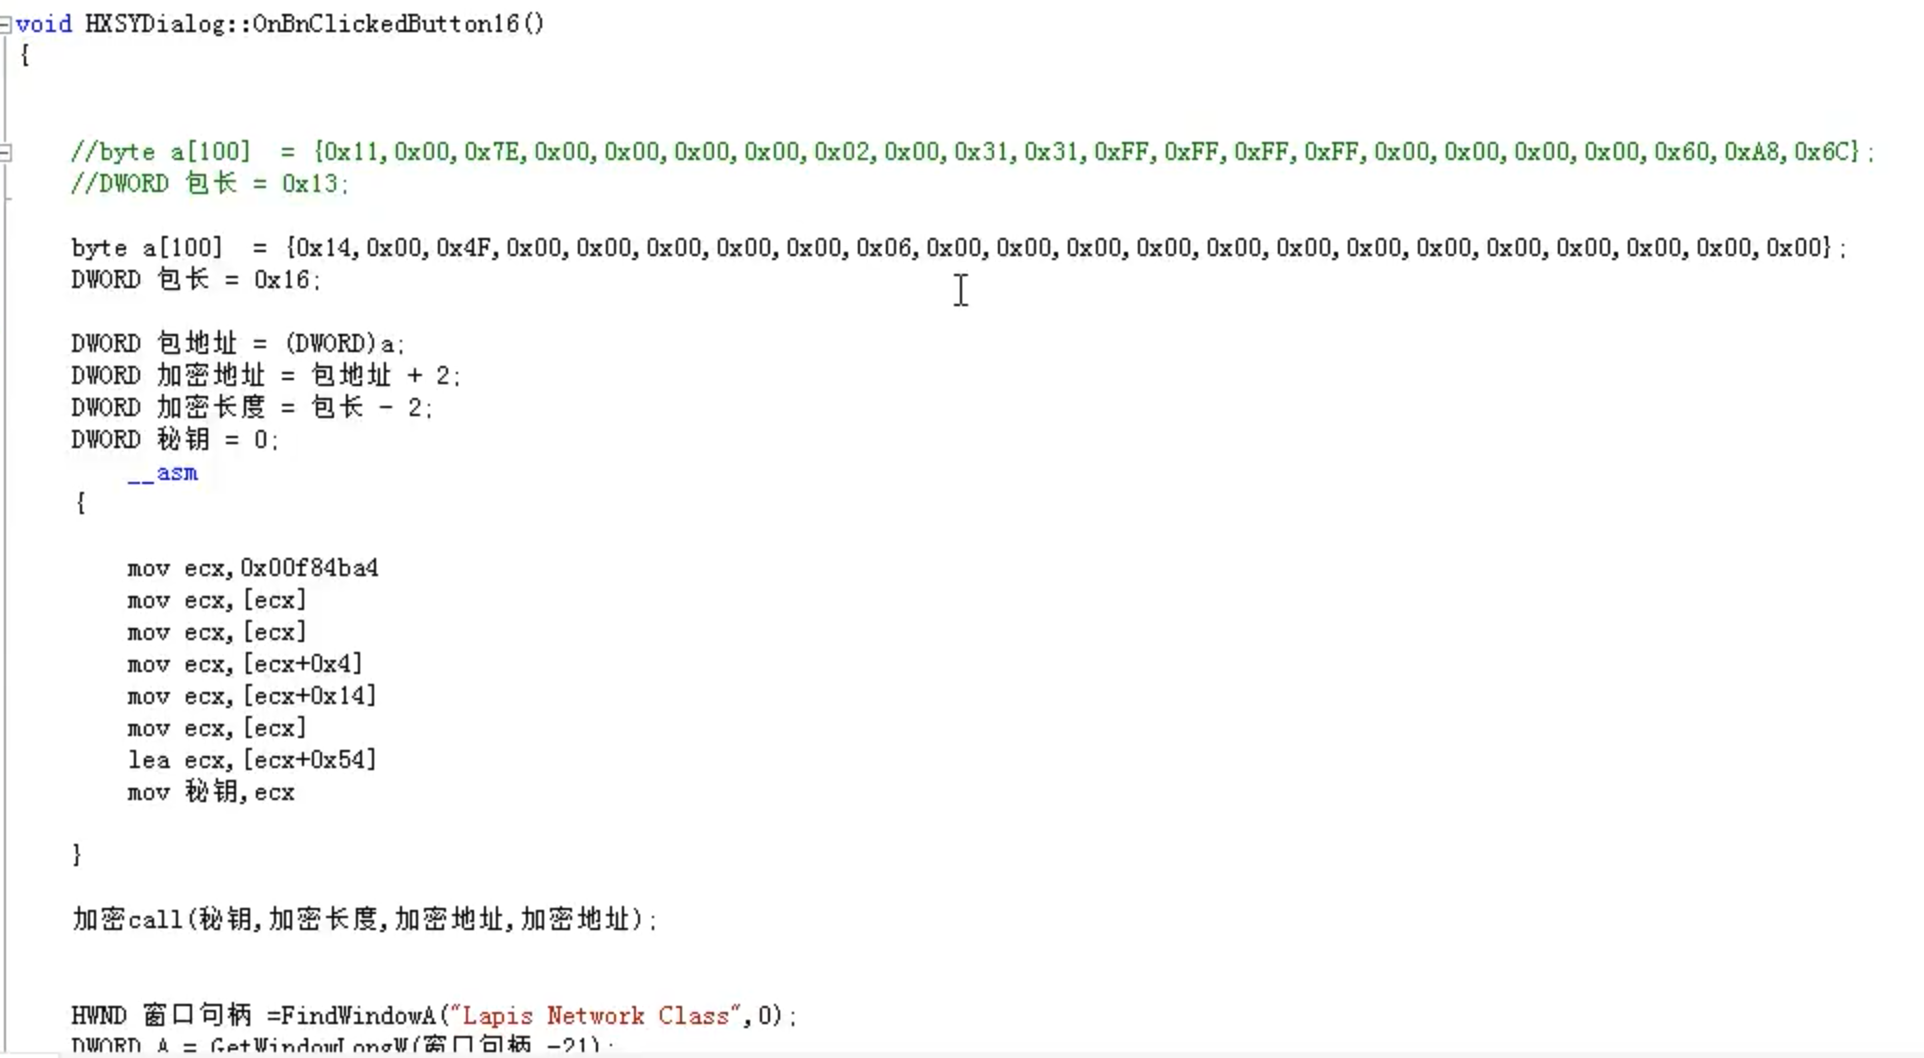 void HXSYDialog::OnBnClickedButton16()
{
//byte a[100]  = {0x11,0x00,0x7E,0x00,0x00,0x00,0x00,0x02,0x00,0x31,0x31,0xFF,0xFF,0xFF,0xFF,0x00,0x00,0x00,0x00,0x60,0xA8,0x6C};
//DWORD 包长 = 0x13;
byte a[100]  = {0x14,0x00,0x4F,0x00,0x00,0x00,0x00,0x00,0x06,0x00,0x00,0x00,0x00,0x00,0x00,0x00,0x00,0x00,0x00,0x00,0x00,0x00};
DWORD 包长 = 0x16;
DWORD 包地址 = (DWORD)a;
DWORD 加密地址 = 包地址 + 2;
DWORD 加密长度 = 包长 - 2;
DWORD 秘钥 = 0;
__asm
{
mov ecx,0x00f84ba4
mov ecx,[ecx]
mov ecx,[ecx]
mov ecx,[ecx+0x4]
mov ecx,[ecx+0x14]
mov ecx,[ecx]
lea ecx,[ecx+0x54]
mov 秘钥,ecx
}
加密call(秘钥,加密长度,加密地址,加密地址);
HWND 窗口句柄 =FindWindowA("Lapis Network Class",0);
DWORD A = GetWindowLongW(窗口句柄,-21);